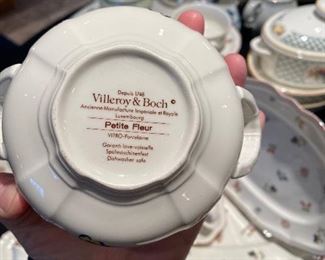 Depuis 1748
Villeroy & Boch
Ancienne Manufacture Impériale et Royale
Luxembourg
Petite Fleur
VITRO-Porcelaine
Garanti lave-vaisselle
Spülmaschinenfest
Dishwasher safe